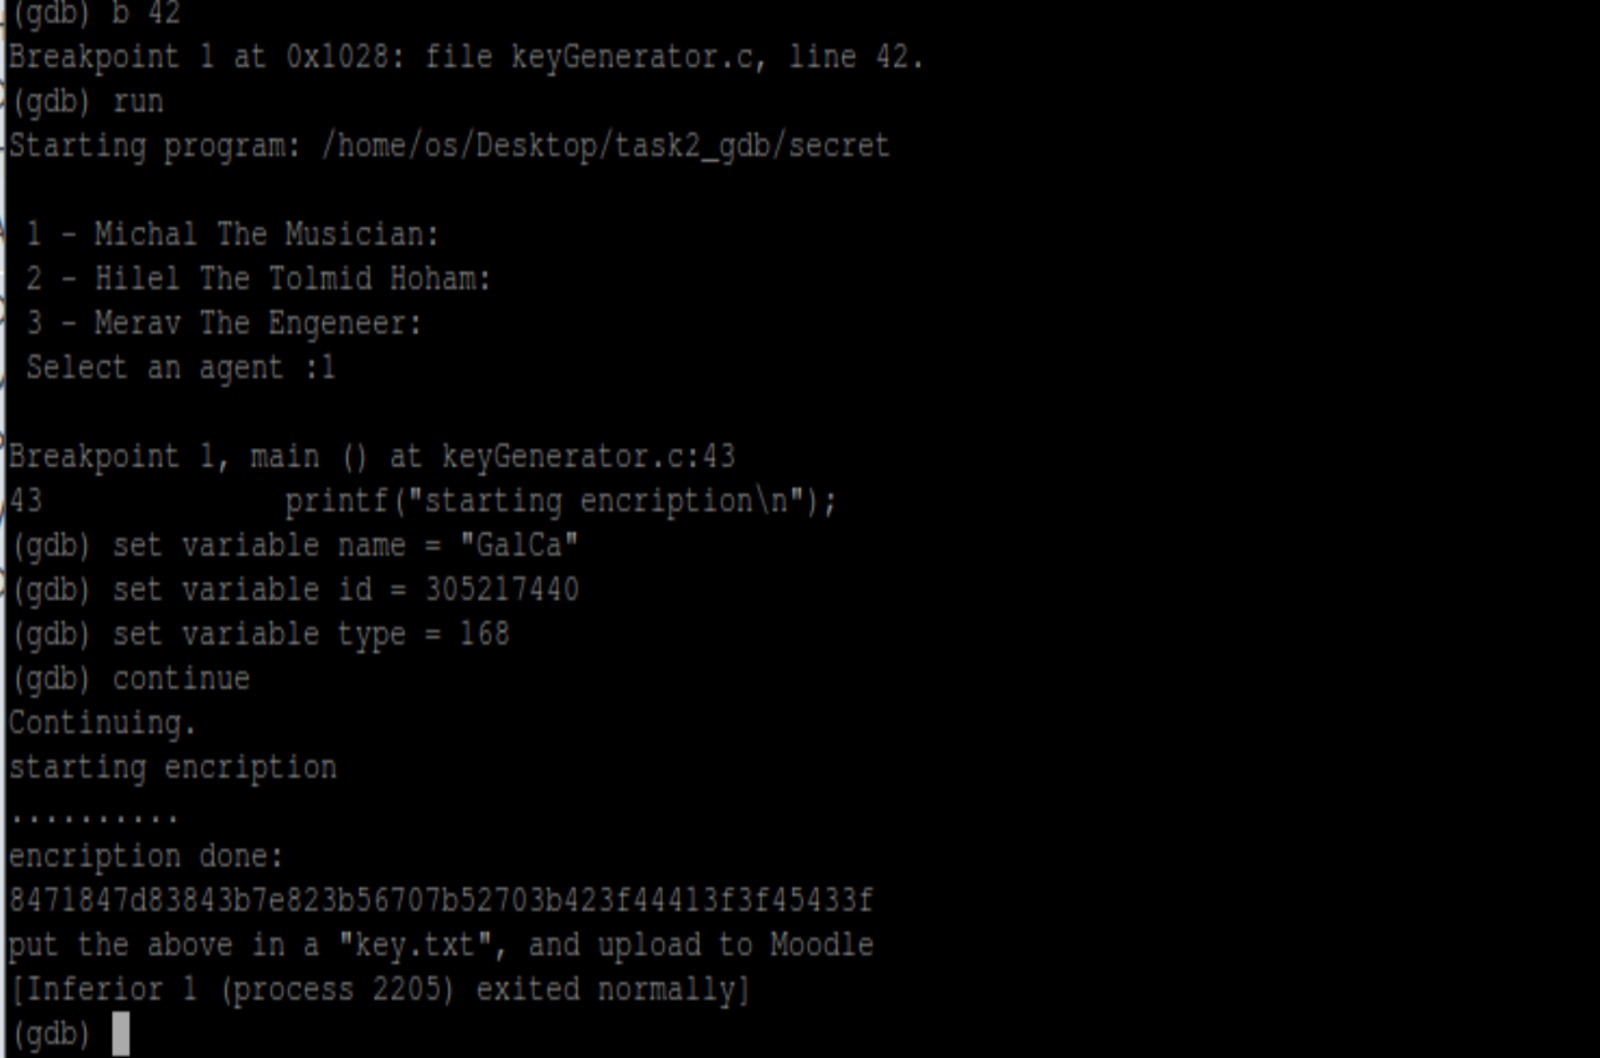 (gdb) b 42
Breakpoint 1 at 0x1028: file keyGenerator.c, line 42.
(gdb) run
Starting program: /home/os/Desktop/task2_gdb/secret
1 - Michal The Musician:
2 - Hilel The Tolmid Hoham:
3 - Merav The Engeneer:
Select an agent :1
Breakpoint 1, main () at keyGenerator.c:43
43 printf("starting encription\n");
(gdb) set variable name = "GalCa"
(gdb) set variable id = 305217440
(gdb) set variable type = 168
(gdb) continue
Continuing.
starting encription
..........
encription done:
8471847d83843b7e823b56707b52703b423f44413f3f45433f
put the above in a "key.txt", and upload to Moodle
[Inferior 1 (process 2205) exited normally]
(gdb)